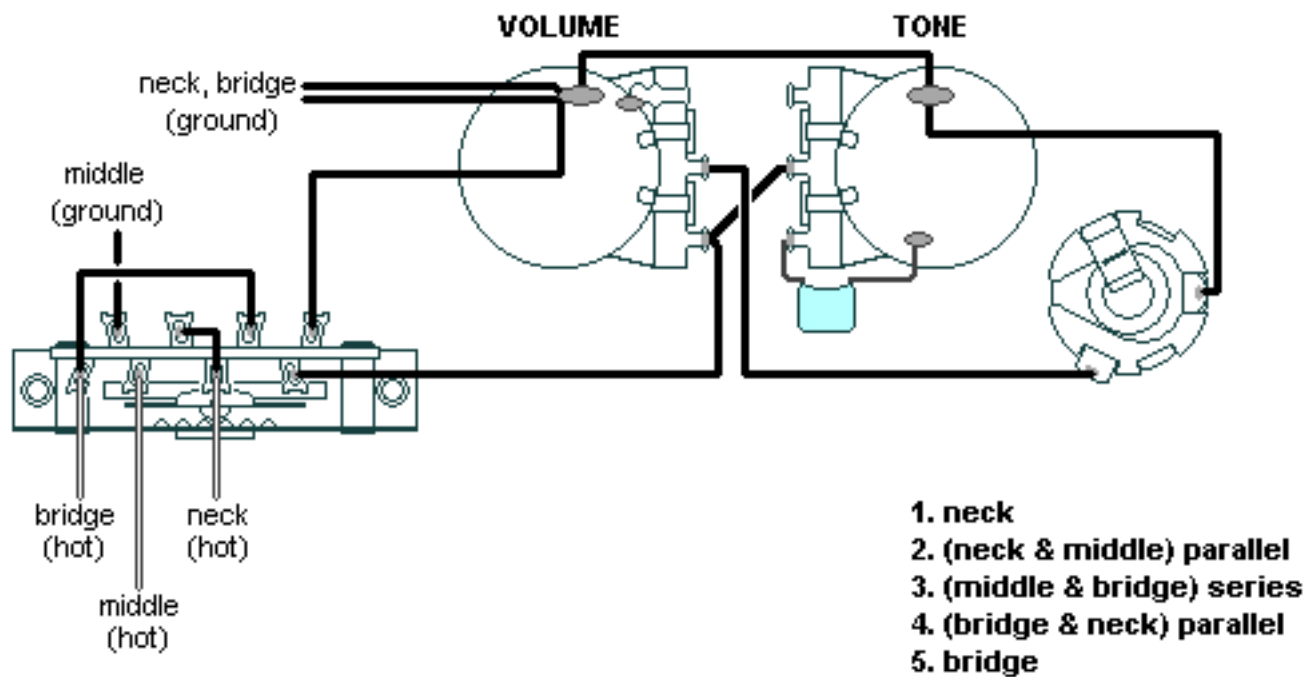 VOLUME
TONE
neck, bridge
(ground)
middle
(ground)
bridge
(hot)
neck
(hot)
middle
(hot)
1. neck
2. (neck & middle) parallel
3. (middle & bridge) series
4. (bridge & neck) parallel
5. bridge